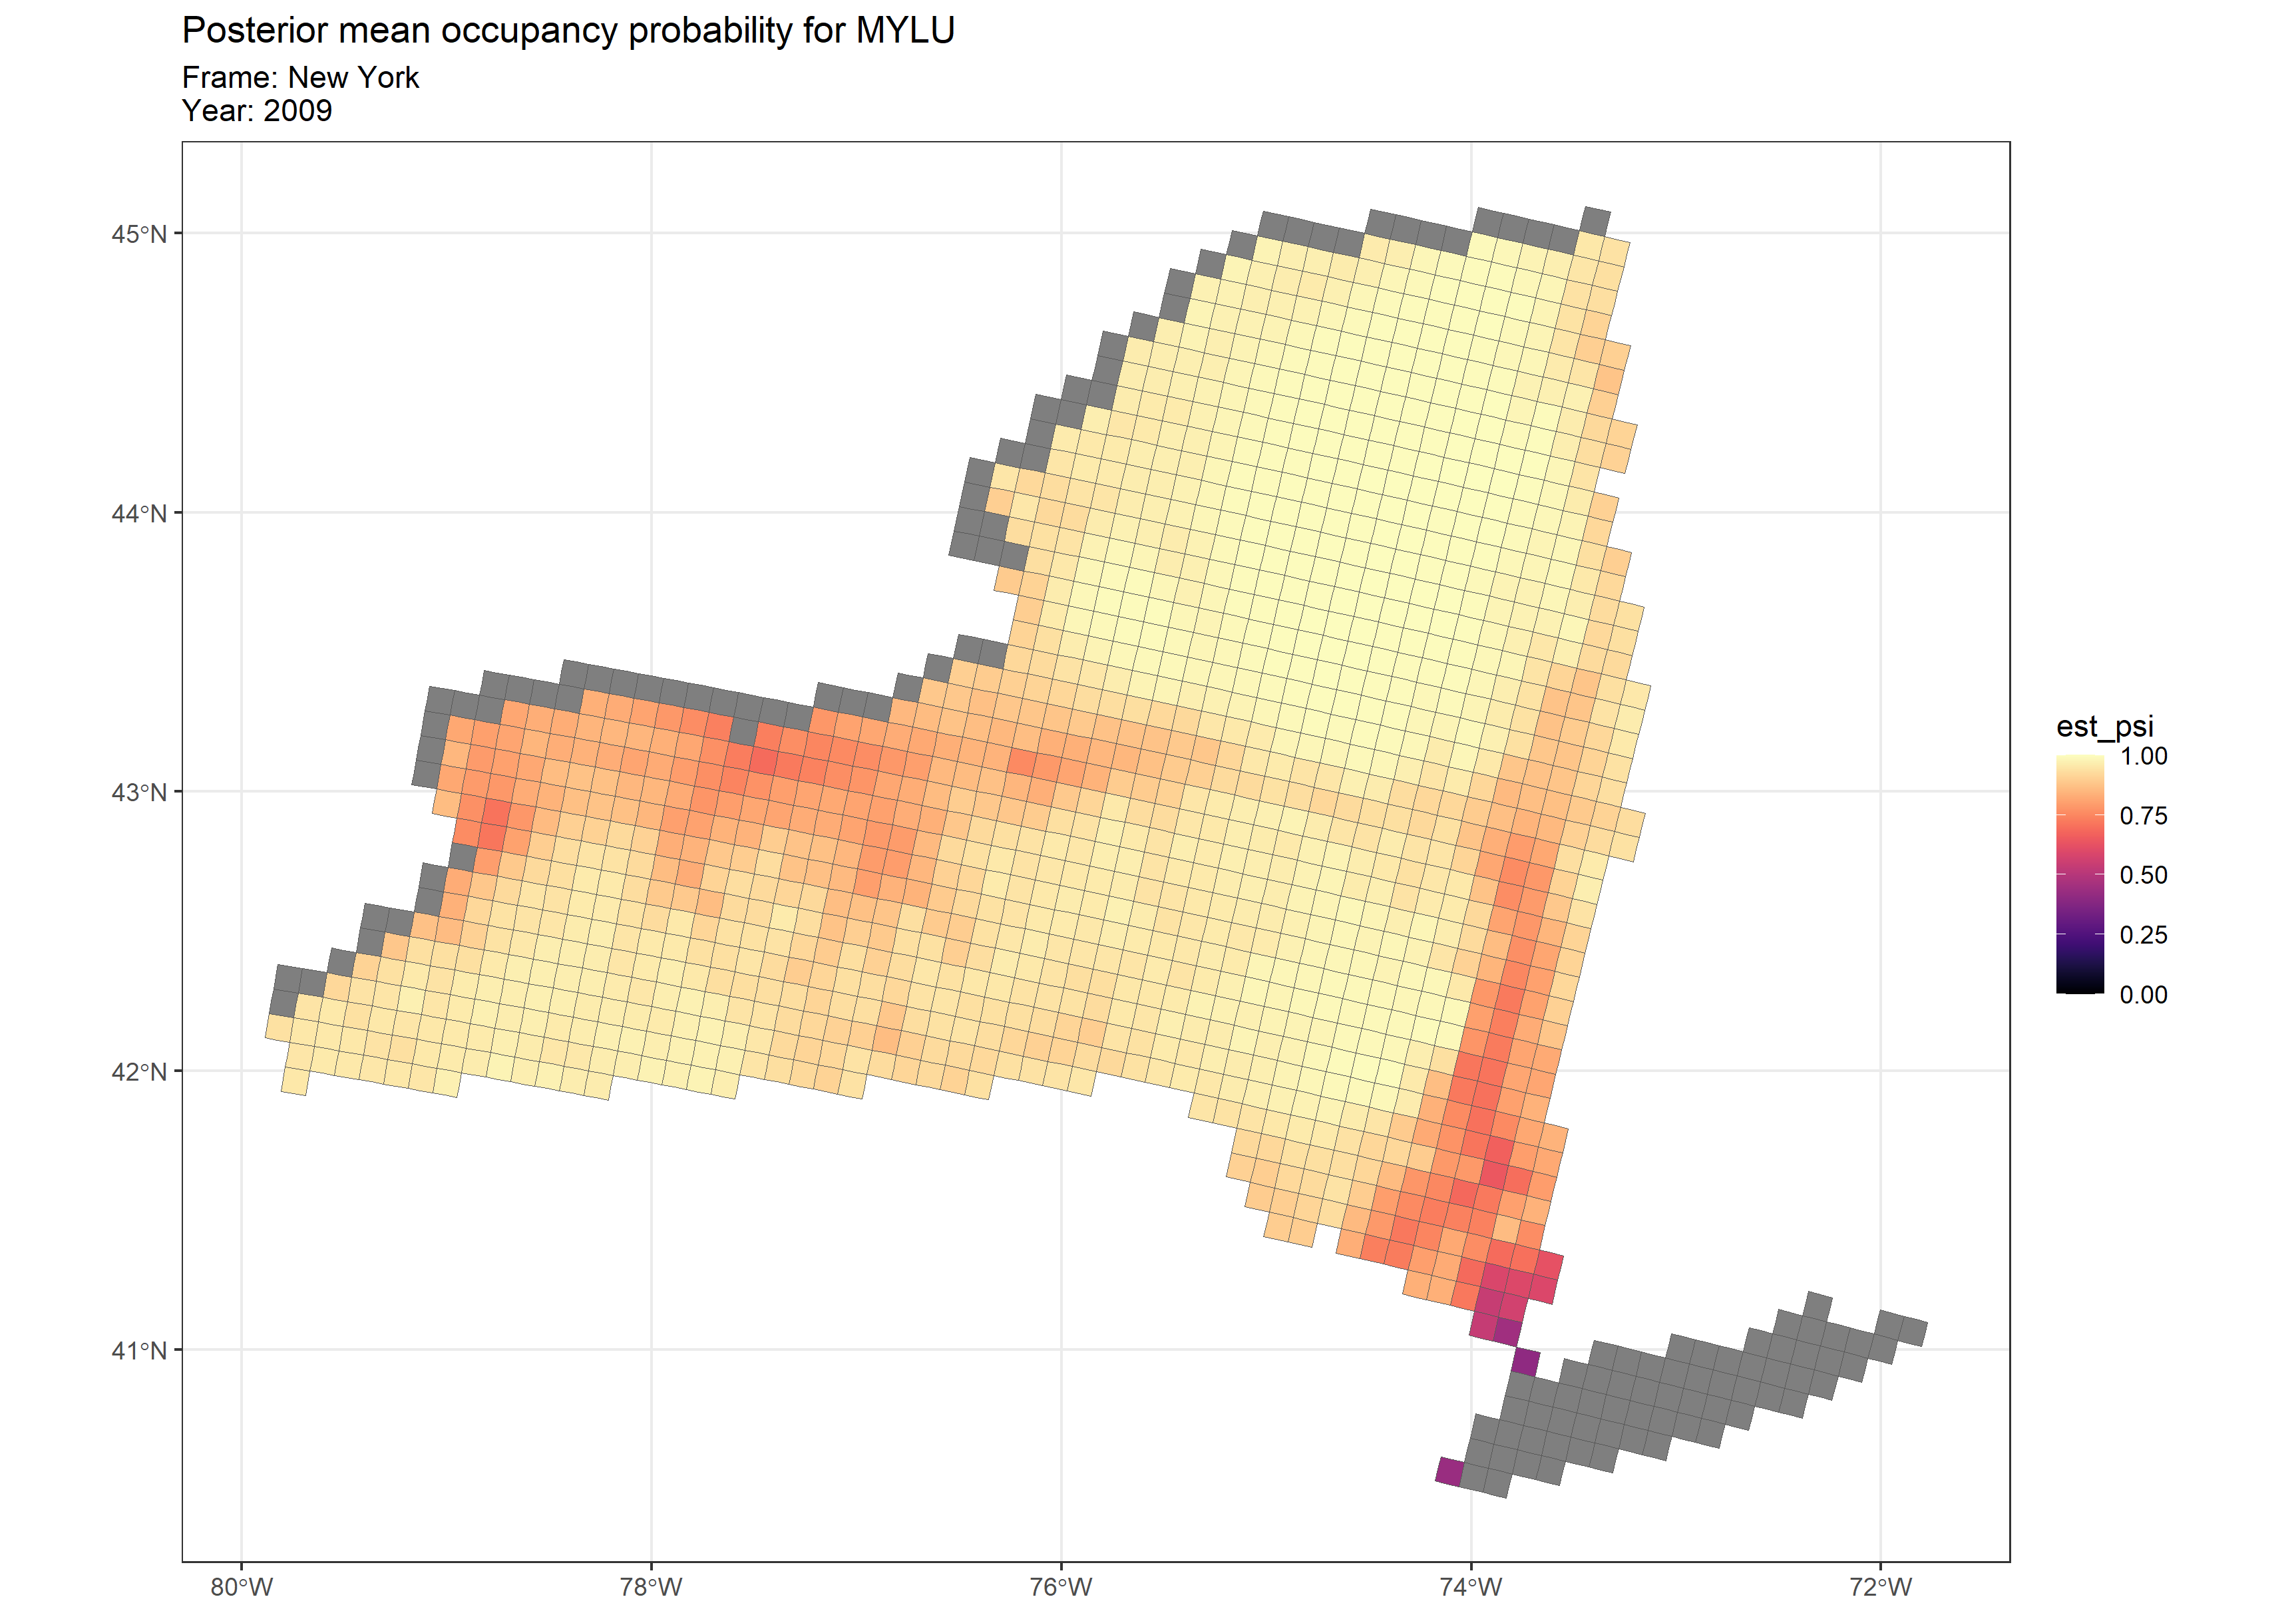 Posterior mean occupancy probability for MYLU
Frame: New York
Year: 2009
45°N
44°N
43°N
42°N
41°N
80°W
78°W
76°W
74°W
72°W
est_psi
1.00
0.75
0.50
0.25
0.00